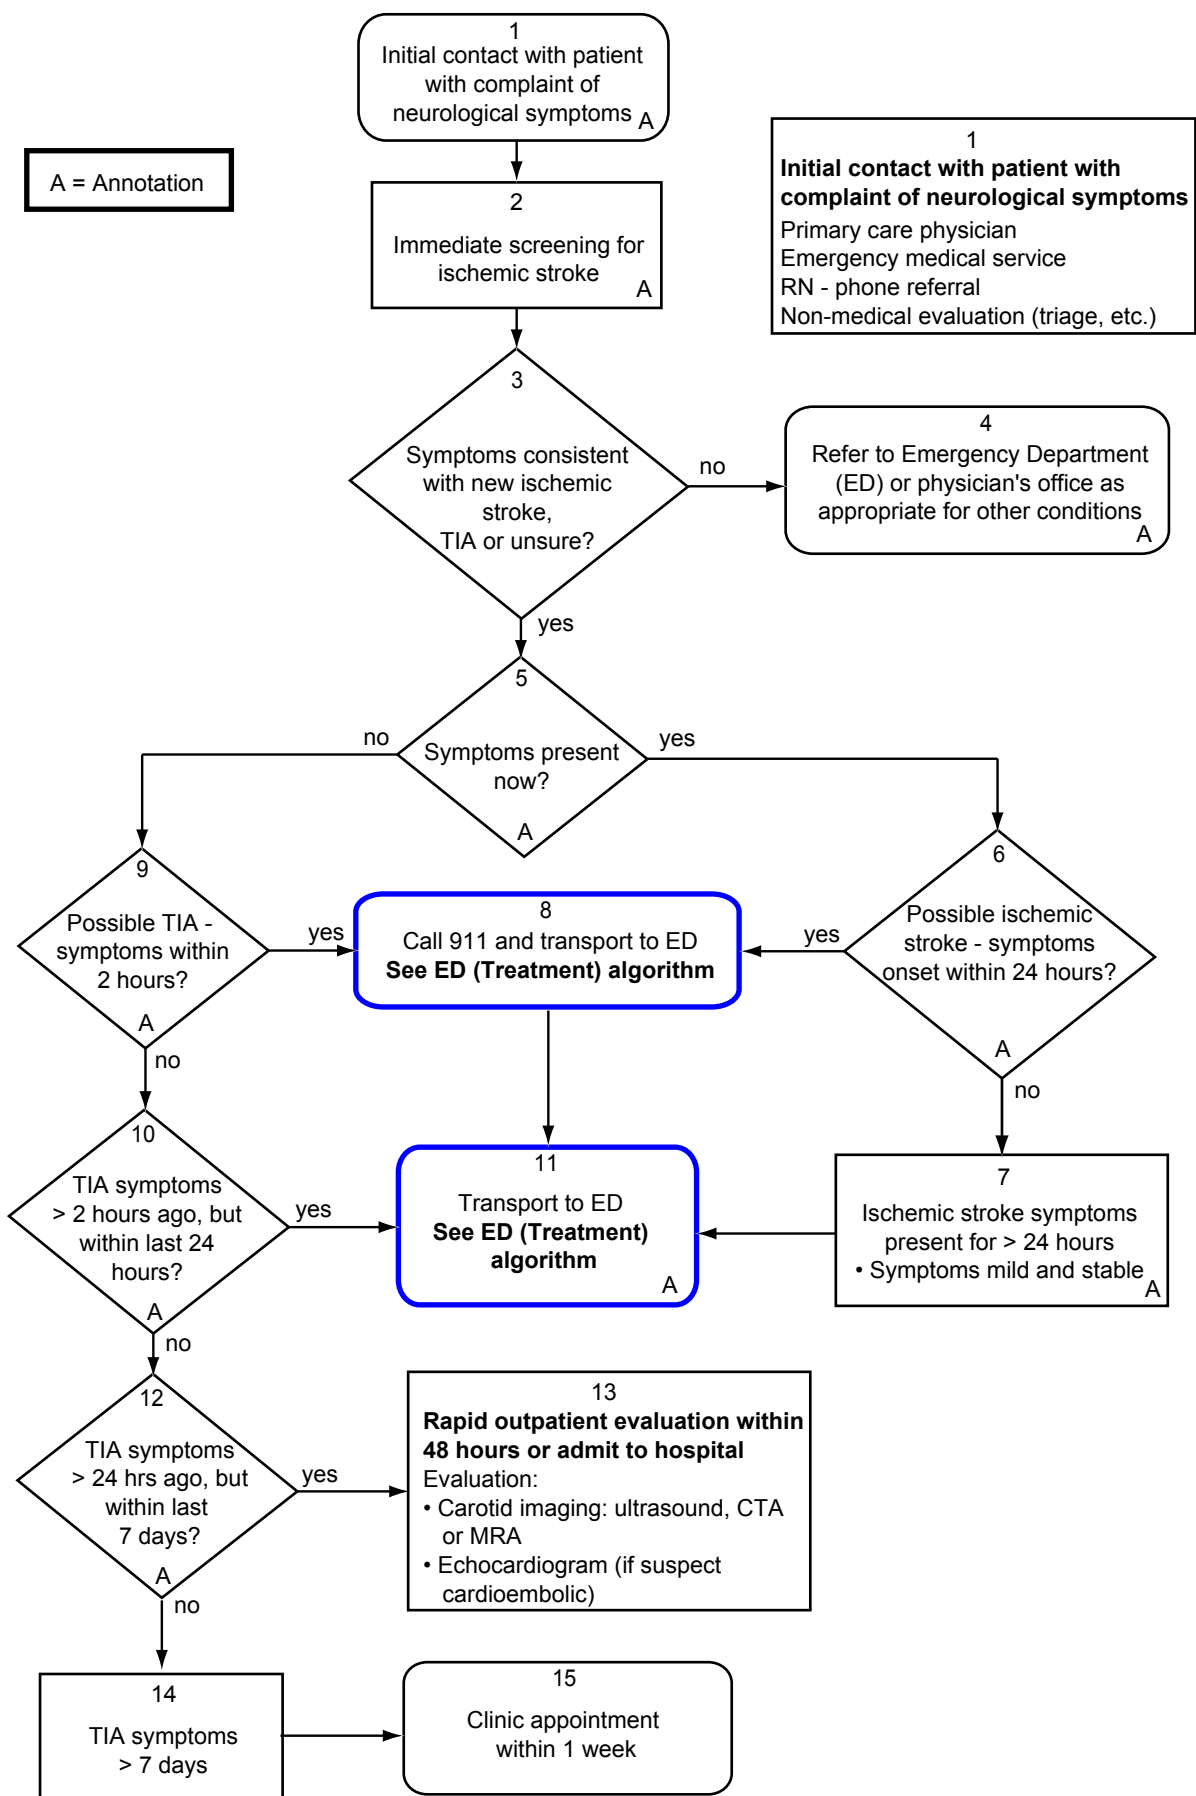 1
Initial contact with patient
with complaint of
neurological symptoms
A
A = Annotation
1
Initial contact with patient with
complaint of neurological symptoms
Primary care physician
Emergency medical service
RN - phone referral
Non-medical evaluation (triage, etc.)
2
Immediate screening for
ischemic stroke
A
3
Symptoms consistent
with new ischemic
stroke,
TIA or unsure?
no
yes
4
Refer to Emergency Department
(ED) or physician's office as
appropriate for other conditions
A
5
Symptoms present
now?
A
no
yes
9
Possible TIA -
symptoms within
2 hours?
A
yes
no
8
Call 911 and transport to ED
See ED (Treatment) algorithm
6
Possible ischemic
stroke - symptoms
onset within 24 hours?
A
yes
no
10
TIA symptoms
> 2 hours ago, but
within last 24
hours?
A
yes
no
11
Transport to ED
See ED (Treatment)
algorithm
A
7
Ischemic stroke symptoms
present for > 24 hours
• Symptoms mild and stable
A
12
TIA symptoms
> 24 hrs ago, but
within last
7 days?
A
yes
no
13
Rapid outpatient evaluation within
48 hours or admit to hospital
Evaluation:
• Carotid imaging: ultrasound, CTA
or MRA
• Echocardiogram (if suspect
cardioembolic)
14
TIA symptoms
> 7 days
15
Clinic appointment
within 1 week